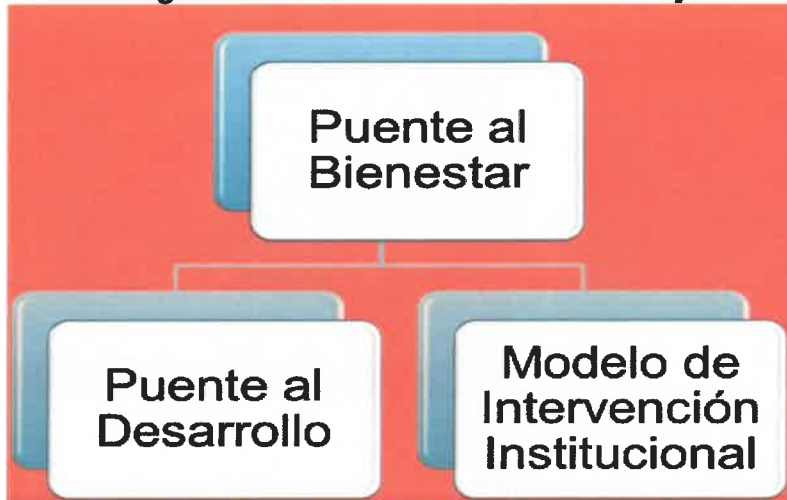 Puente al
Bienestar
Puente al
Desarrollo
Modelo de
Intervención
Institucional